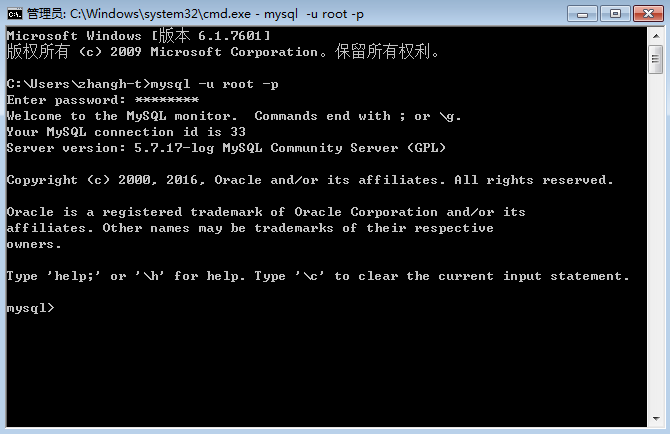 管理员: C:\Windows\system32\cmd.exe - mysql  -u root -p
Microsoft Windows [版本 6.1.7601]
版权所有 (c) 2009 Microsoft Corporation。保留所有权利。
C:\Users\zhangh-t>mysql -u root -p
Enter password: ********
Welcome to the MySQL monitor.  Commands end with ; or \g.
Your MySQL connection id is 33
Server version: 5.7.17-log MySQL Community Server (GPL)
Copyright (c) 2000, 2016, Oracle and/or its affiliates. All rights reserved.
Oracle is a registered trademark of Oracle Corporation and/or its
affiliates. Other names may be trademarks of their respective
owners.
Type 'help;' or '\h' for help. Type '\c' to clear the current input statement.
mysql>